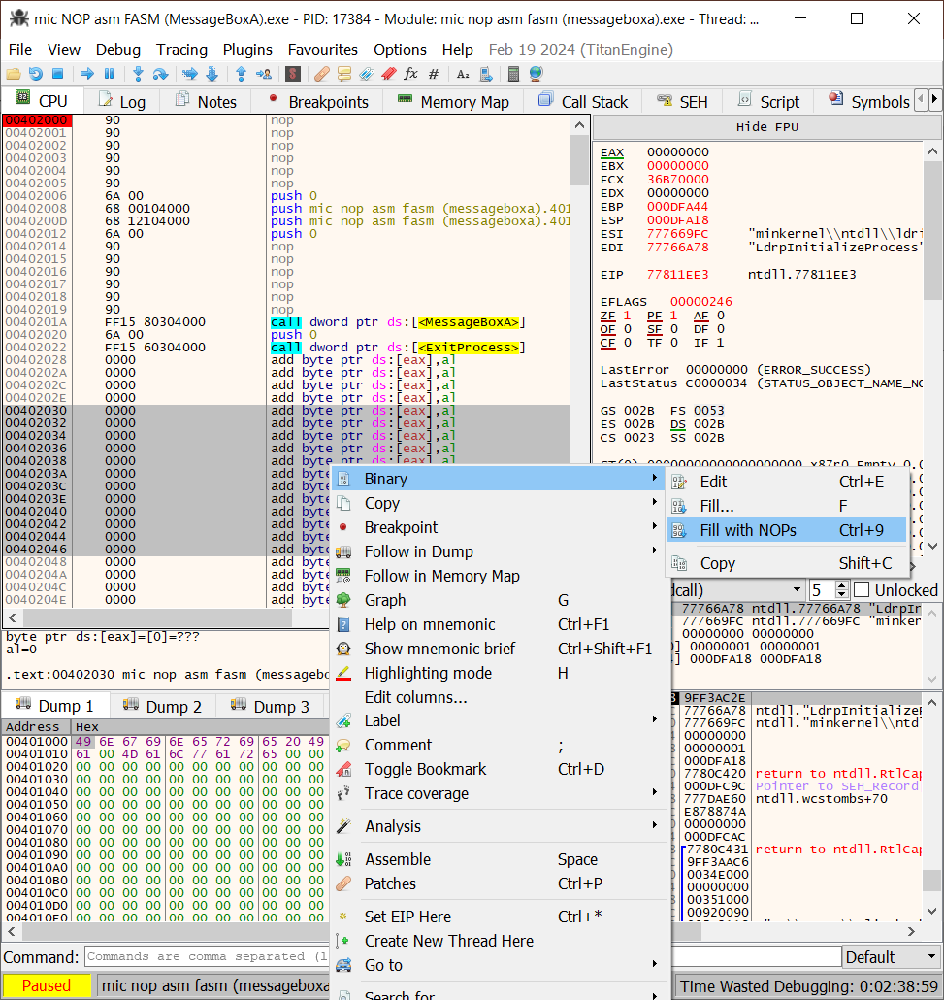 mic NOP asm FASM (MessageBoxA).exe - PID: 17384 - Module: mic nop asm fasm (messageboxa).exe - Thread: ...
File View Debug Tracing Plugins Favourites Options Help Feb 19 2024 (TitanEngine)
CPU Log Notes Breakpoints Memory Map Call Stack SEH Script Symbols
00402000 90 nop
00402001 90 nop
00402002 90 nop
00402003 90 nop
00402004 90 nop
00402005 90 nop
00402006 6A 00 push 0
00402008 68 00104000 push mic nop asm fasm (messageboxa).401
0040200D 68 12104000 push mic nop asm fasm (messageboxa).401
00402012 6A 00 push 0
00402014 90 nop
00402015 90 nop
00402016 90 nop
00402017 90 nop
00402018 90 nop
00402019 90 nop
0040201A FF15 80304000 call dword ptr ds:[<MessageBoxA>]
00402020 6A 00 push 0
00402022 FF15 60304000 call dword ptr ds:[<ExitProcess>]
00402028 0000 add byte ptr ds:[eax],al
0040202A 0000 add byte ptr ds:[eax],al
0040202C 0000 add byte ptr ds:[eax],al
0040202E 0000 add byte ptr ds:[eax],al
00402030 0000 add byte ptr ds:[eax],al
00402032 0000 add byte ptr ds:[eax],al
00402034 0000 add byte ptr ds:[eax],al
00402036 0000 add byte ptr ds:[eax],al
00402038 0000 add byte ptr ds:[eax],al
0040203A 0000 add byte
0040203C 0000 add byte
0040203E 0000 add byte
00402040 0000 add byte
00402042 0000 add byte
00402044 0000 add byte
00402046 0000 add byte
00402048 0000 add byte
0040204A 0000 add byte
0040204C 0000 add byte
0040204E 0000 add byte
Hide FPU
EAX 00000000
EBX 00000000
ECX 36B70000
EDX 00000000
EBP 000DFA44
ESP 000DFA18
ESI 777669FC "minkernel\\ntdll\\ldri
EDI 77766A78 "LdrpInitializeProcess"
EIP 77811EE3 ntdll.77811EE3
EFLAGS 00000246
ZF 1 PF 1 AF 0
OF 0 SF 0 DF 0
CF 0 TF 0 IF 1
LastError 00000000 (ERROR_SUCCESS)
LastStatus C0000034 (STATUS_OBJECT_NAME_NO
GS 002B FS 0053
ES 002B DS 002B
CS 0023 SS 002B
ST(0) 00000000000000000000 x87r0 Empty 0.0
Binary
Copy
Breakpoint
Follow in Dump
Follow in Memory Map
Graph G
Help on mnemonic Ctrl+F1
Show mnemonic brief Ctrl+Shift+F1
Highlighting mode H
Edit columns...
Label
Comment ;
Toggle Bookmark Ctrl+D
Trace coverage
Analysis
Assemble Space
Patches Ctrl+P
Set EIP Here Ctrl+*
Create New Thread Here
Go to
Search for
Edit Ctrl+E
Fill... F
Fill with NOPs Ctrl+9
Copy Shift+C
dcall) 5 Unlocked
77766A78 ntdll.77766A78 "LdrpIn
777669FC ntdll.777669FC "minker
00000000 00000000
] 00000001 00000001
] 000DFA18 000DFA18
byte ptr ds:[eax]=[0]=???
al=0
.text:00402030 mic nop asm fasm (messagebo
Dump 1 Dump 2 Dump 3
Address Hex
00401000 49 6E 67 69 6E 65 72 69 65 20 49
00401010 61 00 4D 61 6C 77 61 72 65 00 00
00401020 00 00 00 00 00 00 00 00 00 00 00
00401030 00 00 00 00 00 00 00 00 00 00 00
00401040 00 00 00 00 00 00 00 00 00 00 00
00401050 00 00 00 00 00 00 00 00 00 00 00
00401060 00 00 00 00 00 00 00 00 00 00 00
00401070 00 00 00 00 00 00 00 00 00 00 00
00401080 00 00 00 00 00 00 00 00 00 00 00
00401090 00 00 00 00 00 00 00 00 00 00 00
004010A0 00 00 00 00 00 00 00 00 00 00 00
004010B0 00 00 00 00 00 00 00 00 00 00 00
004010C0 00 00 00 00 00 00 00 00 00 00 00
004010D0 00 00 00 00 00 00 00 00 00 00 00
004010E0 00 00 00 00 00 00 00 00 00 00 00
9FF3AC2E
77766A78 ntdll."LdrpInitializeP
777669FC ntdll."minkernel\\ntdl
00000000
00000001
000DFA18
7780C420 return to ntdll.RtlCap
000DFC9C Pointer to SEH_Record
777DAE60 ntdll.wcstombs+70
E878874A
00000000
000DFCAC
7780C431 return to ntdll.RtlCap
9FF3AAC6
0034E000
00000000
00351000
00920090
Command: Commands are comma separated (l Default
Paused mic nop asm fasm (messageboxa Time Wasted Debugging: 0:02:38:59